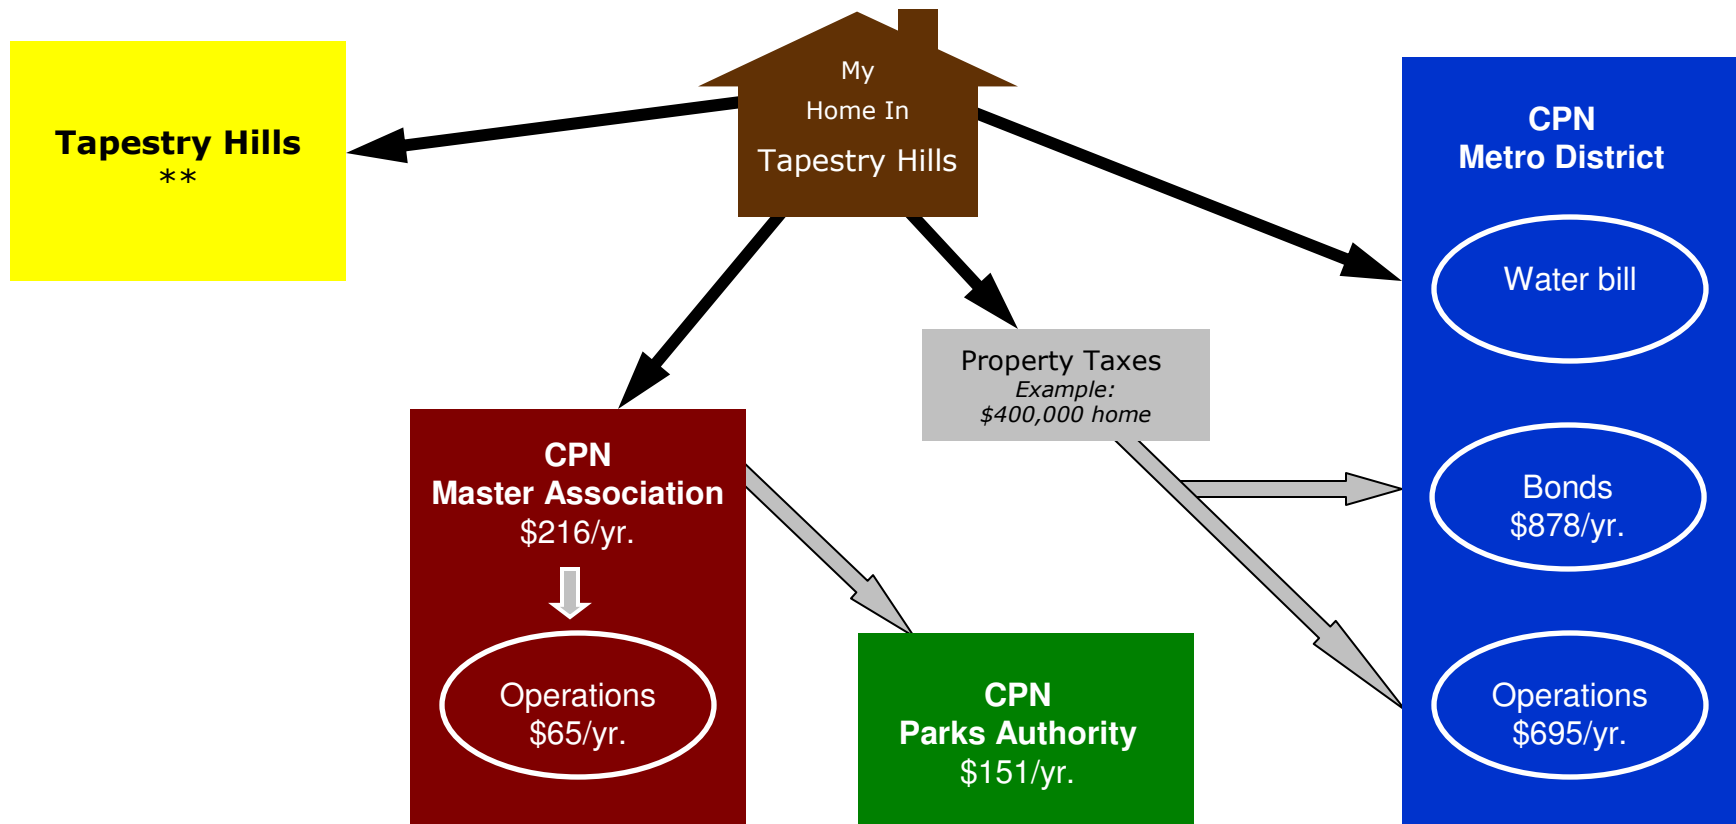 My
Home In
Tapestry Hills
Tapestry Hills
**
CPN
Metro District
Water bill
Property Taxes
Example:
$400,000 home
CPN
Master Association
$216/yr.
Bonds
$878/yr.
Operations
$65/yr.
CPN
Parks Authority
$151/yr.
Operations
$695/yr.